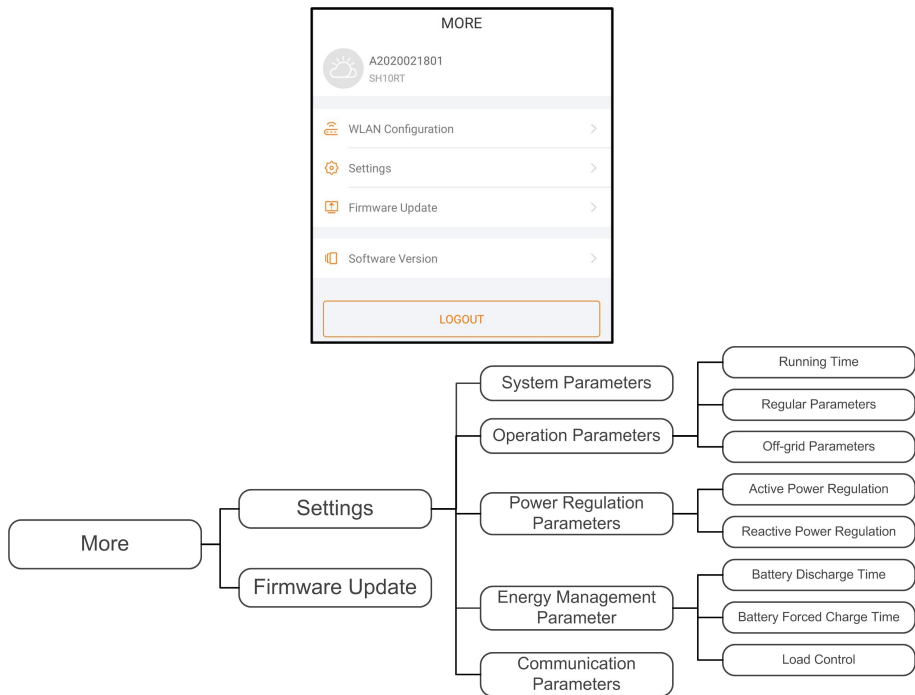 MORE
A2020021801
SH10RT
WLAN Configuration
Settings
Firmware Update
Software Version
LOGOUT
More
Settings
Firmware Update
System Parameters
Operation Parameters
Power Regulation
Parameters
Energy Management
Parameter
Communication
Parameters
Running Time
Regular Parameters
Off-grid Parameters
Active Power Regulation
Reactive Power Regulation
Battery Discharge Time
Battery Forced Charge Time
Load Control